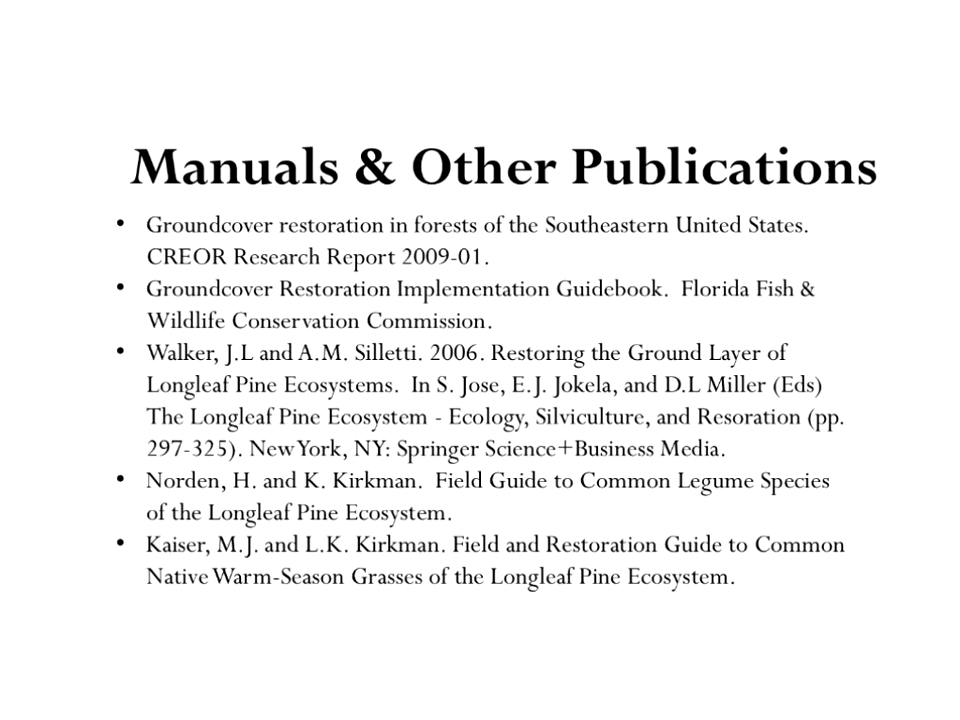 Manuals & Other Publications
• Groundcover restoration in forests of the Southeastern United States.
CREOR Research Report 2009-01.
• Groundcover Restoration Implementation Guidebook.  Florida Fish &
Wildlife Conservation Commission.
• Walker, J.L and A.M. Silletti. 2006. Restoring the Ground Layer of
Longleaf Pine Ecosystems.  In S. Jose, E.J. Jokela, and D.L Miller (Eds)
The Longleaf Pine Ecosystem - Ecology, Silviculture, and Resoration (pp.
297-325). New York, NY: Springer Science+Business Media.
• Norden, H. and K. Kirkman.  Field Guide to Common Legume Species
of the Longleaf Pine Ecosystem.
• Kaiser, M.J. and L.K. Kirkman. Field and Restoration Guide to Common
Native Warm-Season Grasses of the Longleaf Pine Ecosystem.